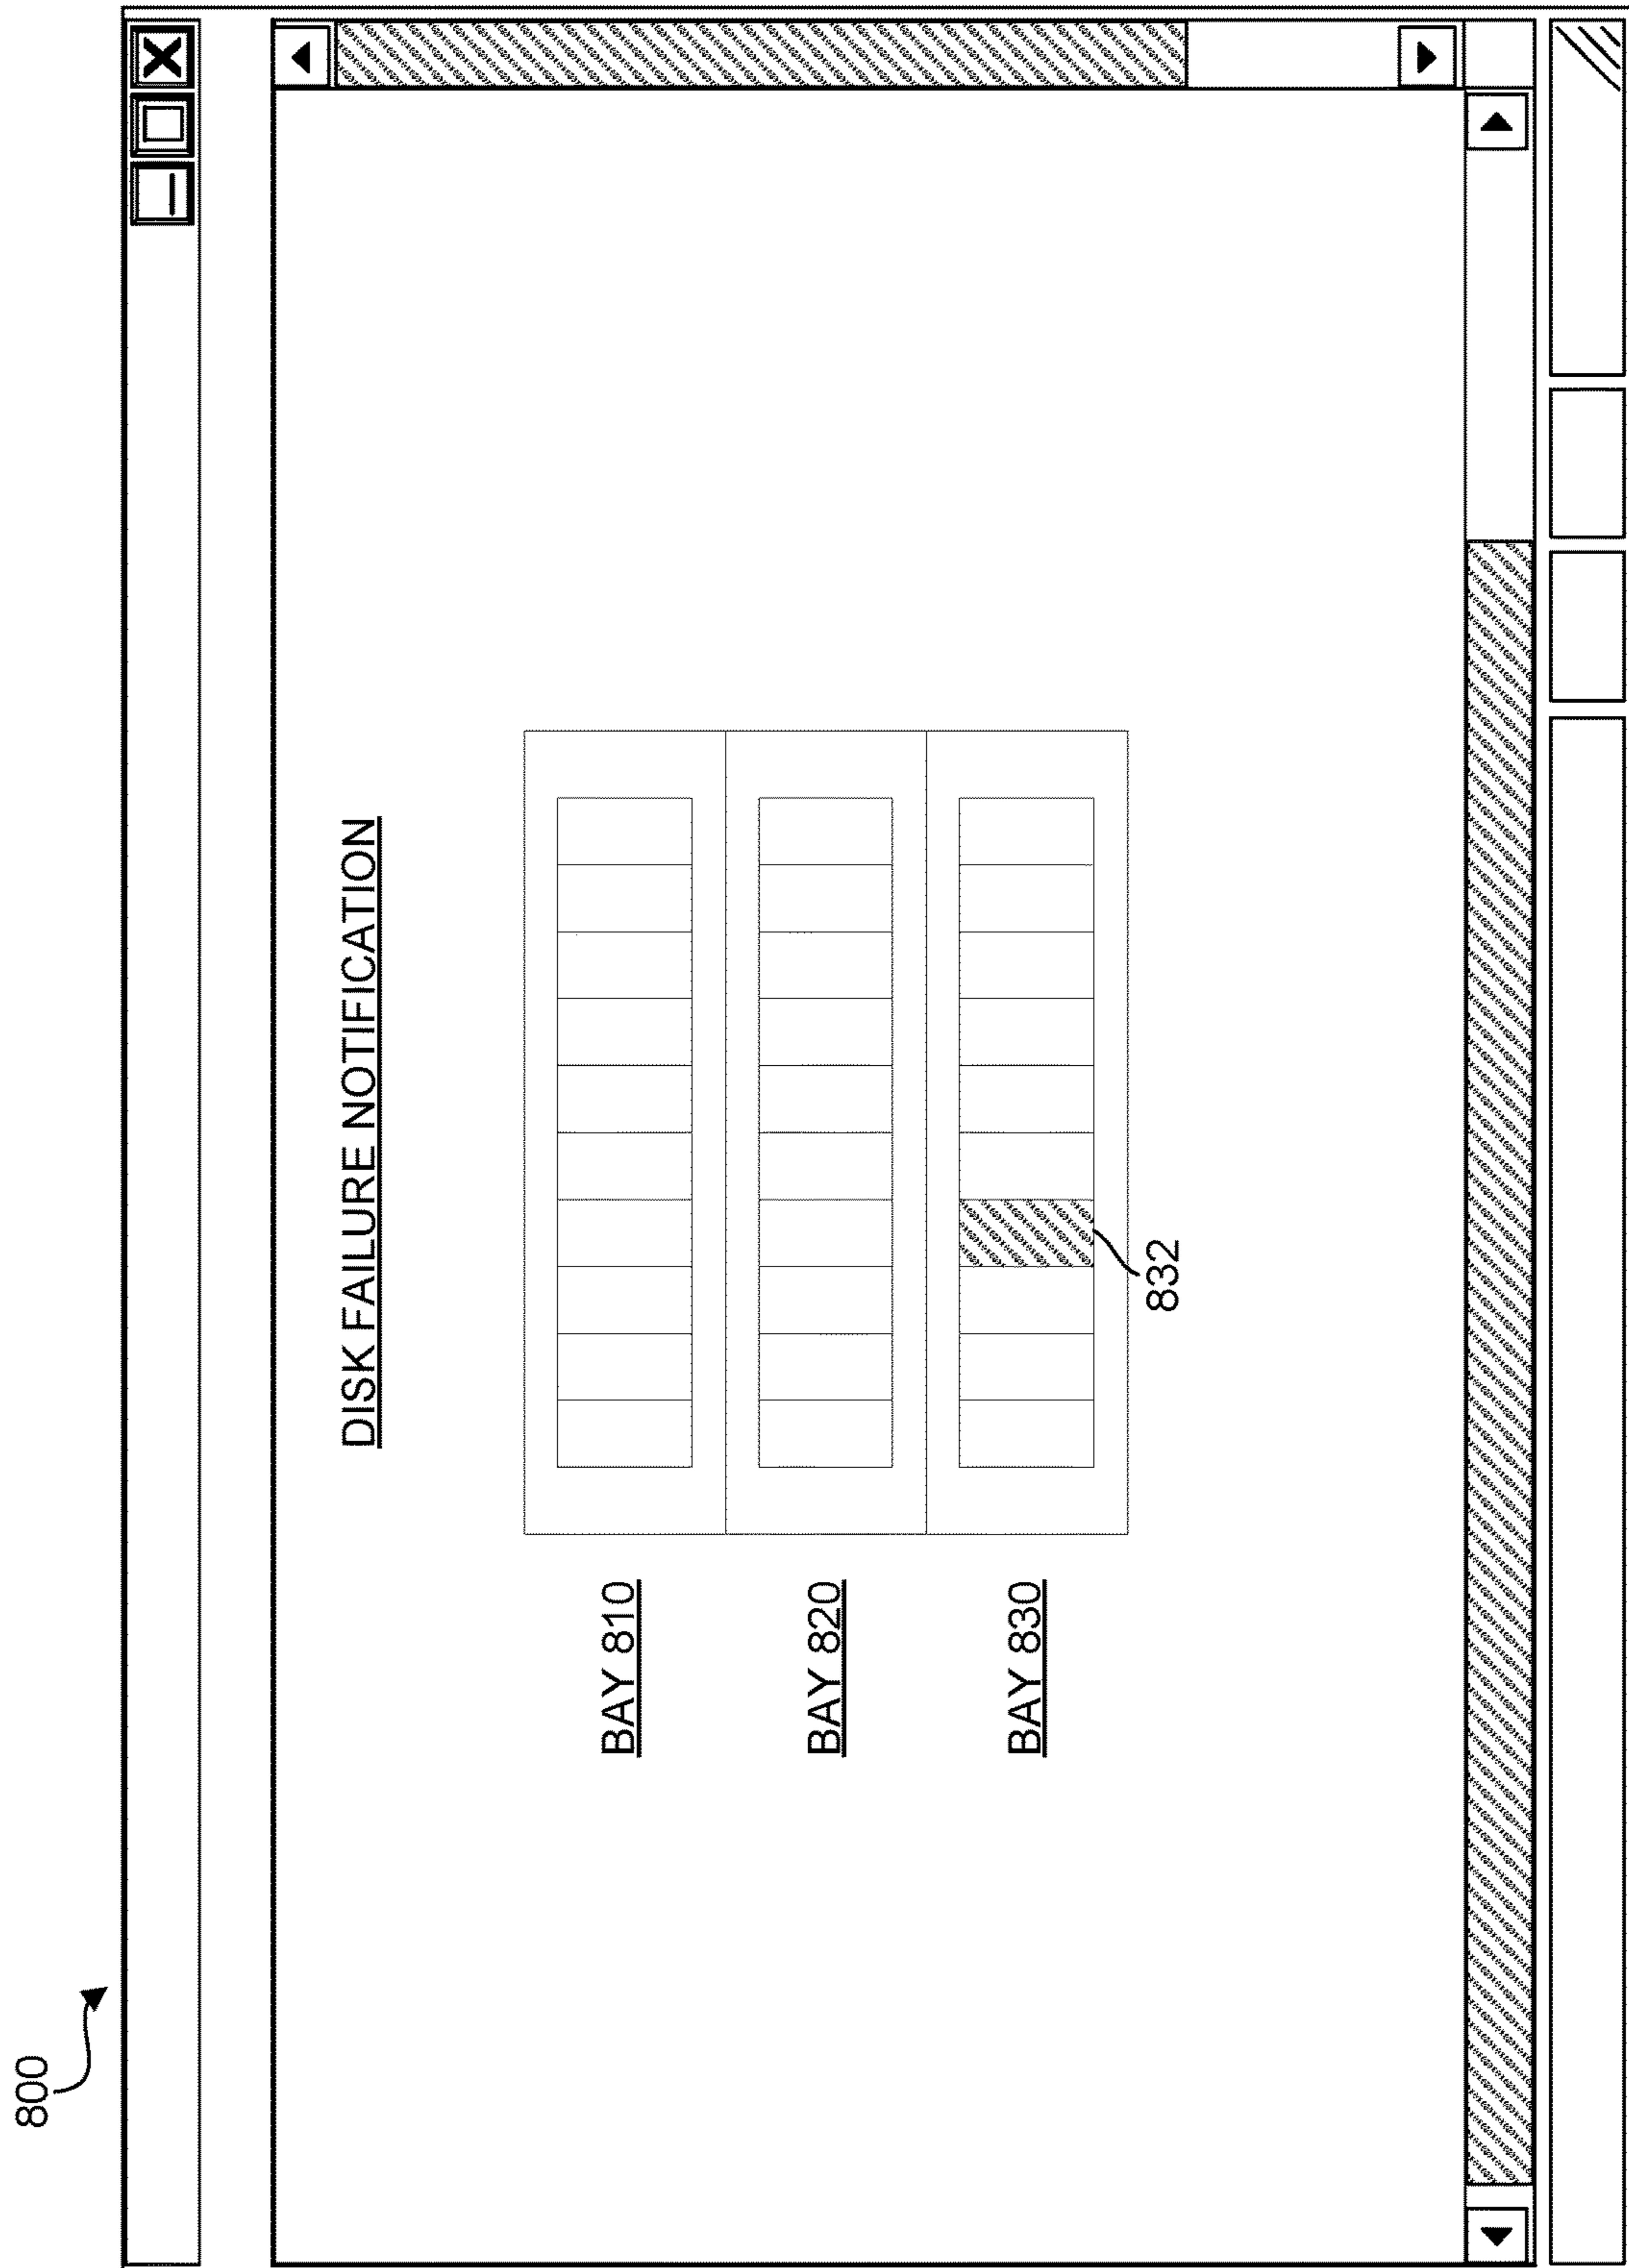 800
DISK FAILURE NOTIFICATION
BAY 810
BAY 820
BAY 830
832